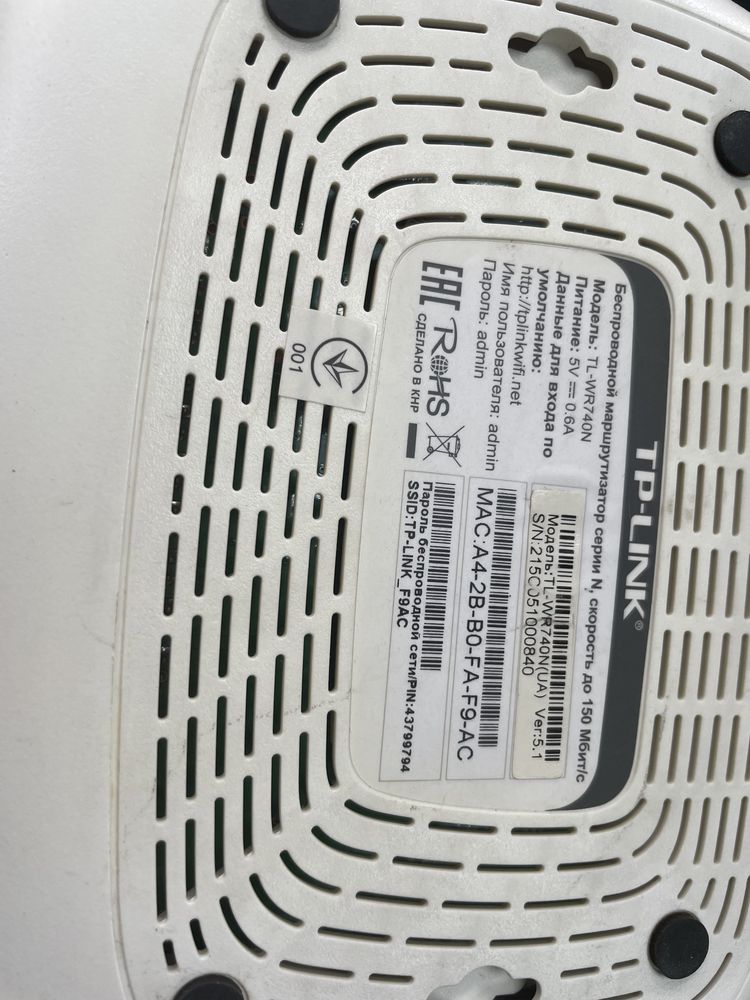 TP-LINK®
Беспроводной маршрутизатор серии N, скорость до 150 Мбит/с
Модель: TL-WR740N
Питание: 5V ⎓ 0.6A
Данные для входа по
умолчанию:
http://tplinkwifi.net
Имя пользователя: admin
Пароль: admin
EAC RoHS
СДЕЛАНО В КНР
Модель:TL-WR740N(UA) Ver:5.1
S/N:215C051000840
MAC:A4-2B-B0-FA-F9-AC
Пароль беспроводной сети/PIN:43799794
SSID:TP-LINK_F9AC
001